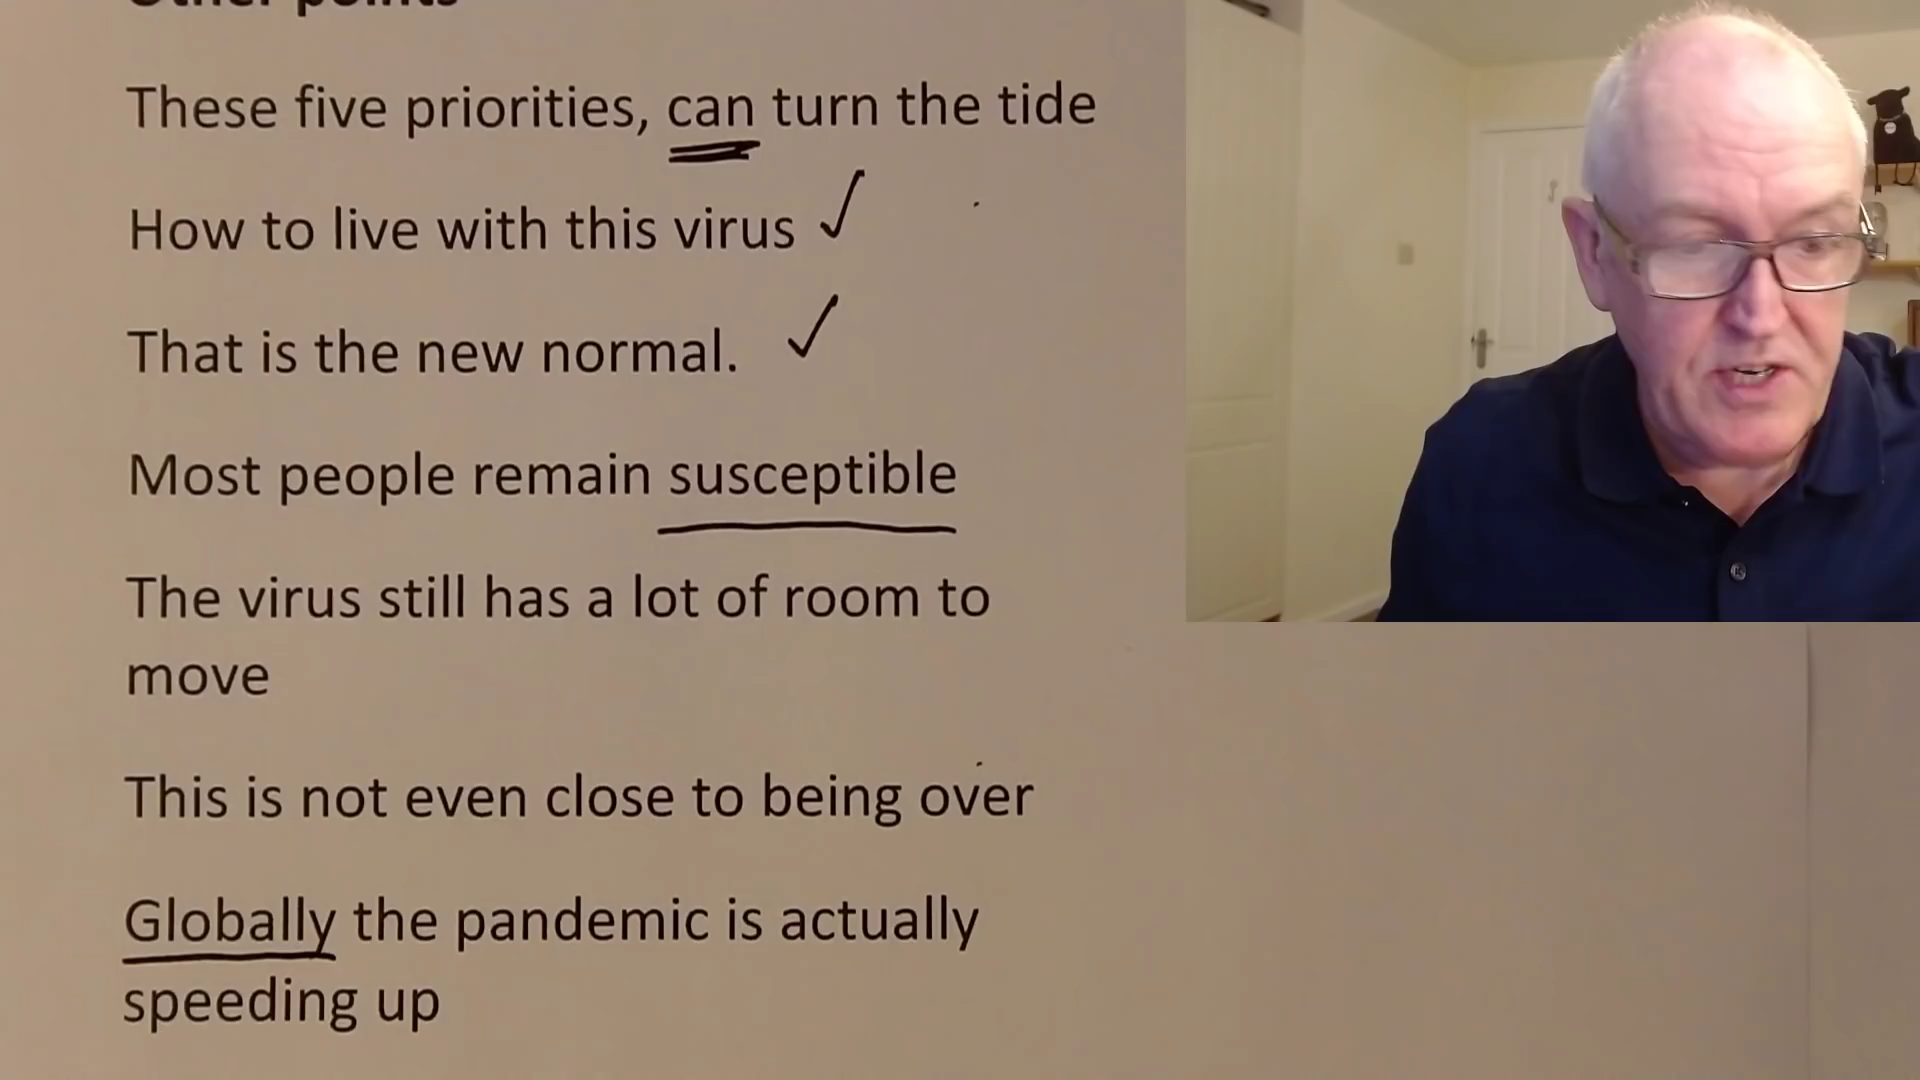 Other points
These five priorities, can turn the tide
How to live with this virus
That is the new normal.
Most people remain susceptible
The virus still has a lot of room to
move
This is not even close to being over
Globally the pandemic is actually
speeding up